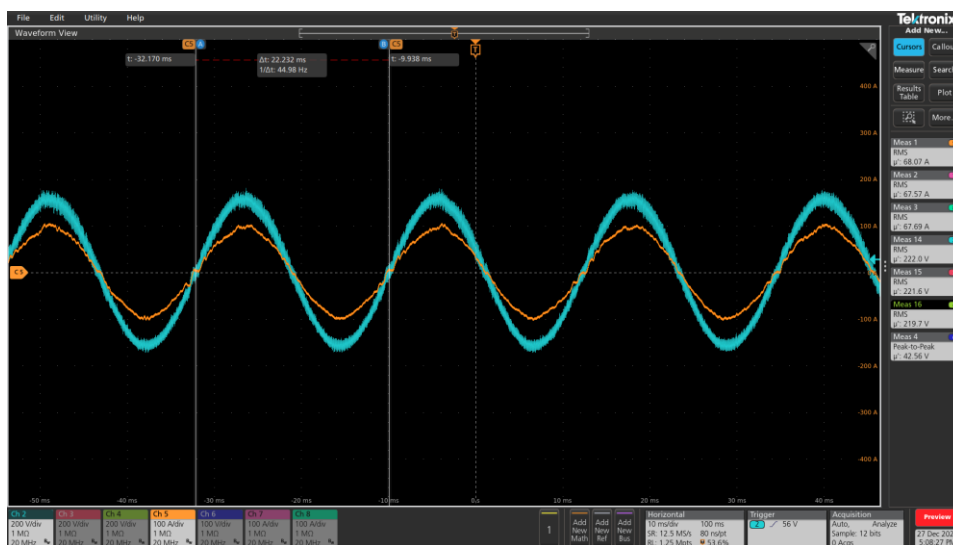 File Edit Utility Help
Tektronix
Waveform View
Add New...
C5 A
B C5
T
t: -32.170 ms
Δt: 22.232 ms
1/Δt: 44.98 Hz
t: -9.938 ms
Cursors
Measure
Results
Table
Plot
More.
400 A
300 A
200 A
100 A
-100 A
-200 A
-300 A
-400 A
C5
Meas 1
RMS
µ': 68.07 A
Meas 2
RMS
µ': 67.57 A
Meas 3
RMS
µ': 67.69 A
Meas 14
RMS
µ': 222.0 V
Meas 15
RMS
µ': 221.6 V
Meas 16
RMS
µ': 219.7 V
Meas 4
Peak-to-Peak
µ': 42.56 V
-50 ms -40 ms -30 ms -20 ms -10 ms 0s 10 ms 20 ms 30 ms 40 ms
Ch 2
200 V/div
1 MΩ
20 MHz
Ch 3
200 V/div
1 MΩ
20 MHz
Ch 4
200 V/div
1 MΩ
20 MHz
Ch 5
100 A/div
1 MΩ
20 MHz
Ch 6
100 V/div
1 MΩ
20 MHz
Ch 7
100 A/div
1 MΩ
20 MHz
Ch 8
100 A/div
1 MΩ
20 MHz
1
Add
New
Math
Add
New
Ref
Add
New
Bus
Horizontal
10 ms/div 100 ms
SR: 12.5 MS/s 80 ns/pt
RL: 1.25 Mpts 53.6%
Trigger
2 56 V
Acquisition
Auto, Analyze
Sample: 12 bits
0 Acqs
Preview
27 Dec 202
5:08:27 PM